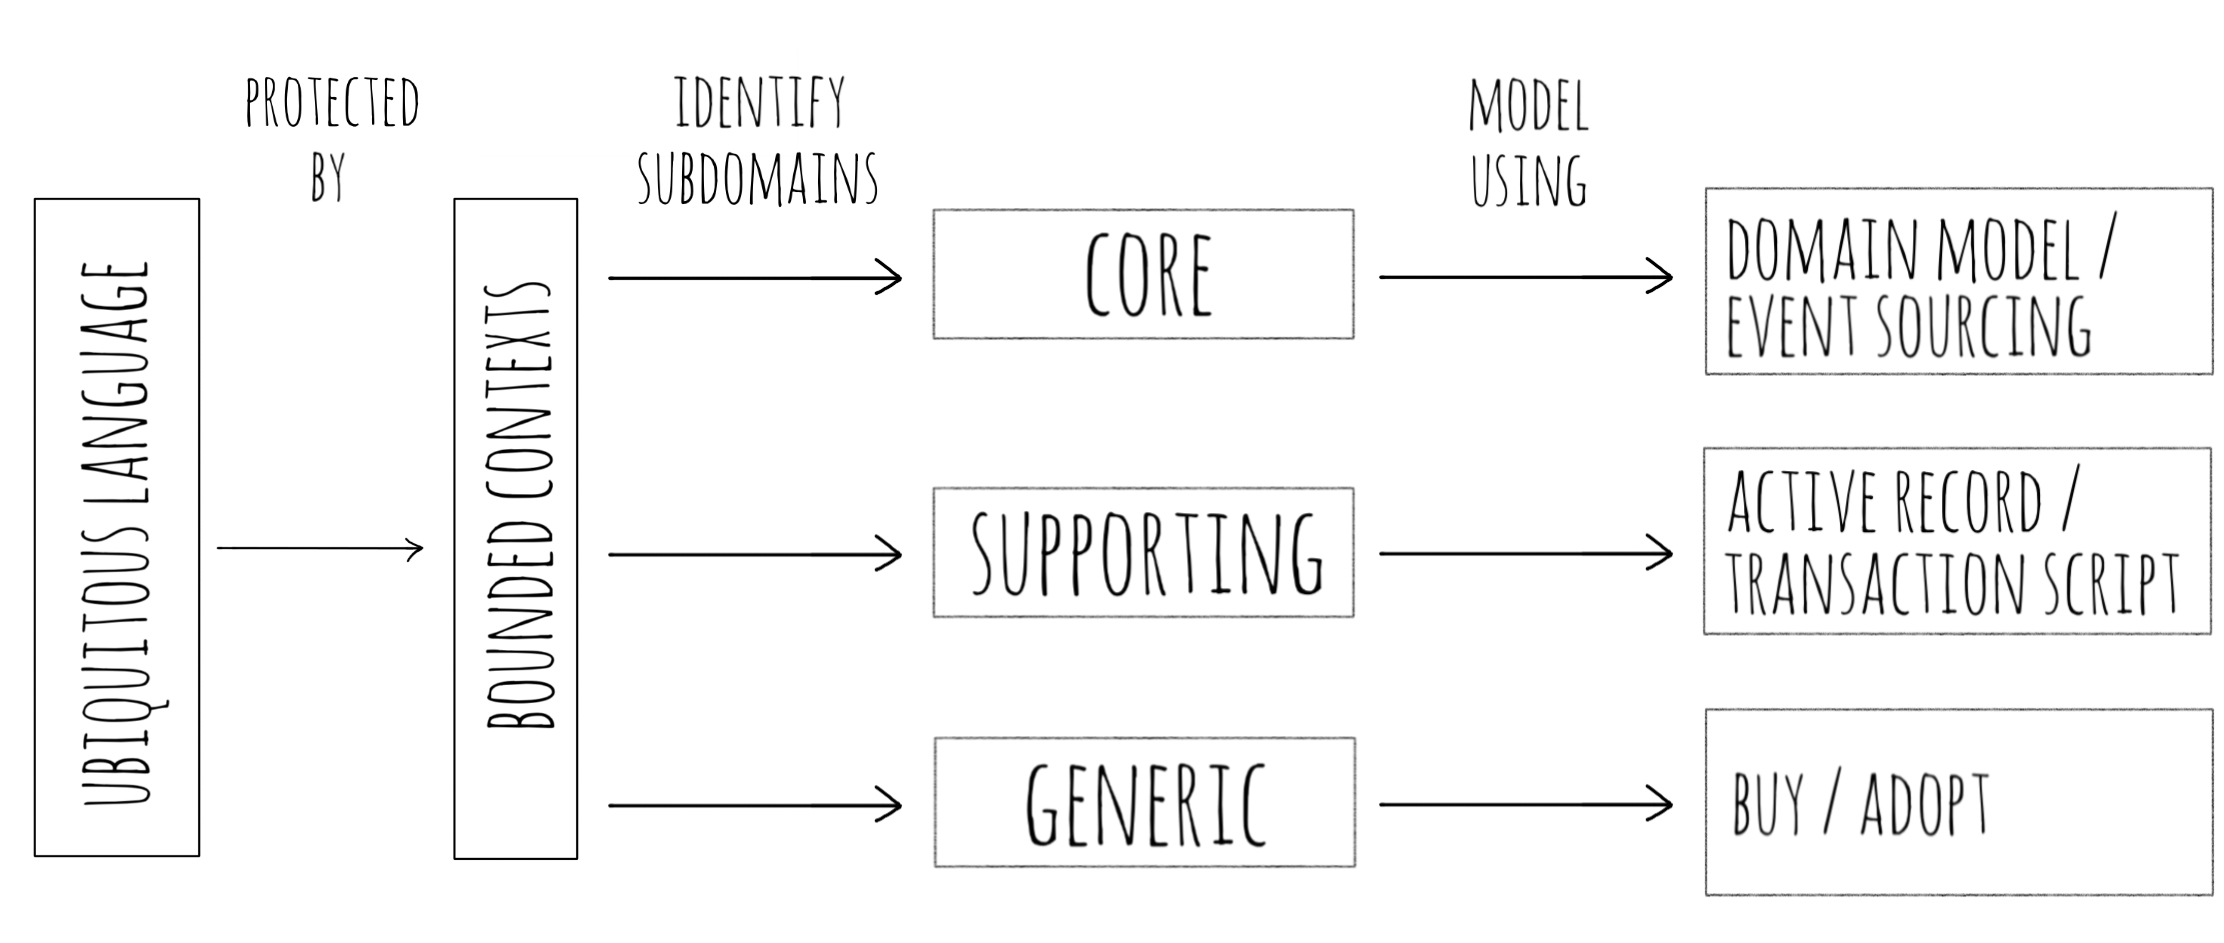 PROTECTED
BY
IDENTIFY
SUBDOMAINS
MODEL
USING
UBIQUITOUS LANGUAGE
BOUNDED CONTEXTS
CORE
DOMAIN MODEL /
EVENT SOURCING
SUPPORTING
ACTIVE RECORD /
TRANSACTION SCRIPT
GENERIC
BUY / ADOPT